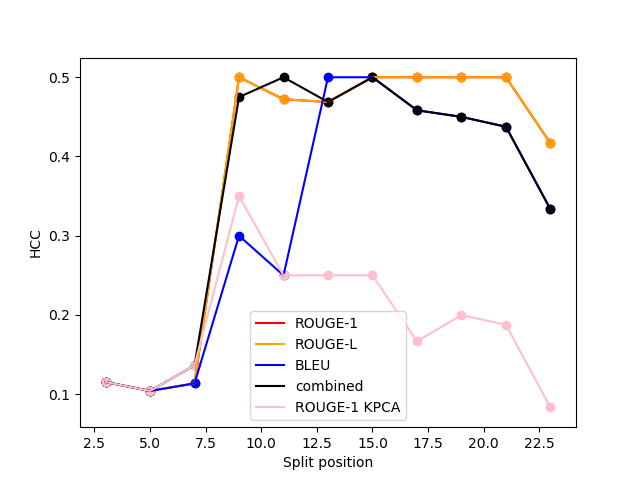 0.5
0.4
0.3
0.2
0.1
HCC
ROUGE-1
ROUGE-L
BLEU
combined
ROUGE-1 KPCA
2.5 5.0 7.5 10.0 12.5 15.0 17.5 20.0 22.5
Split position